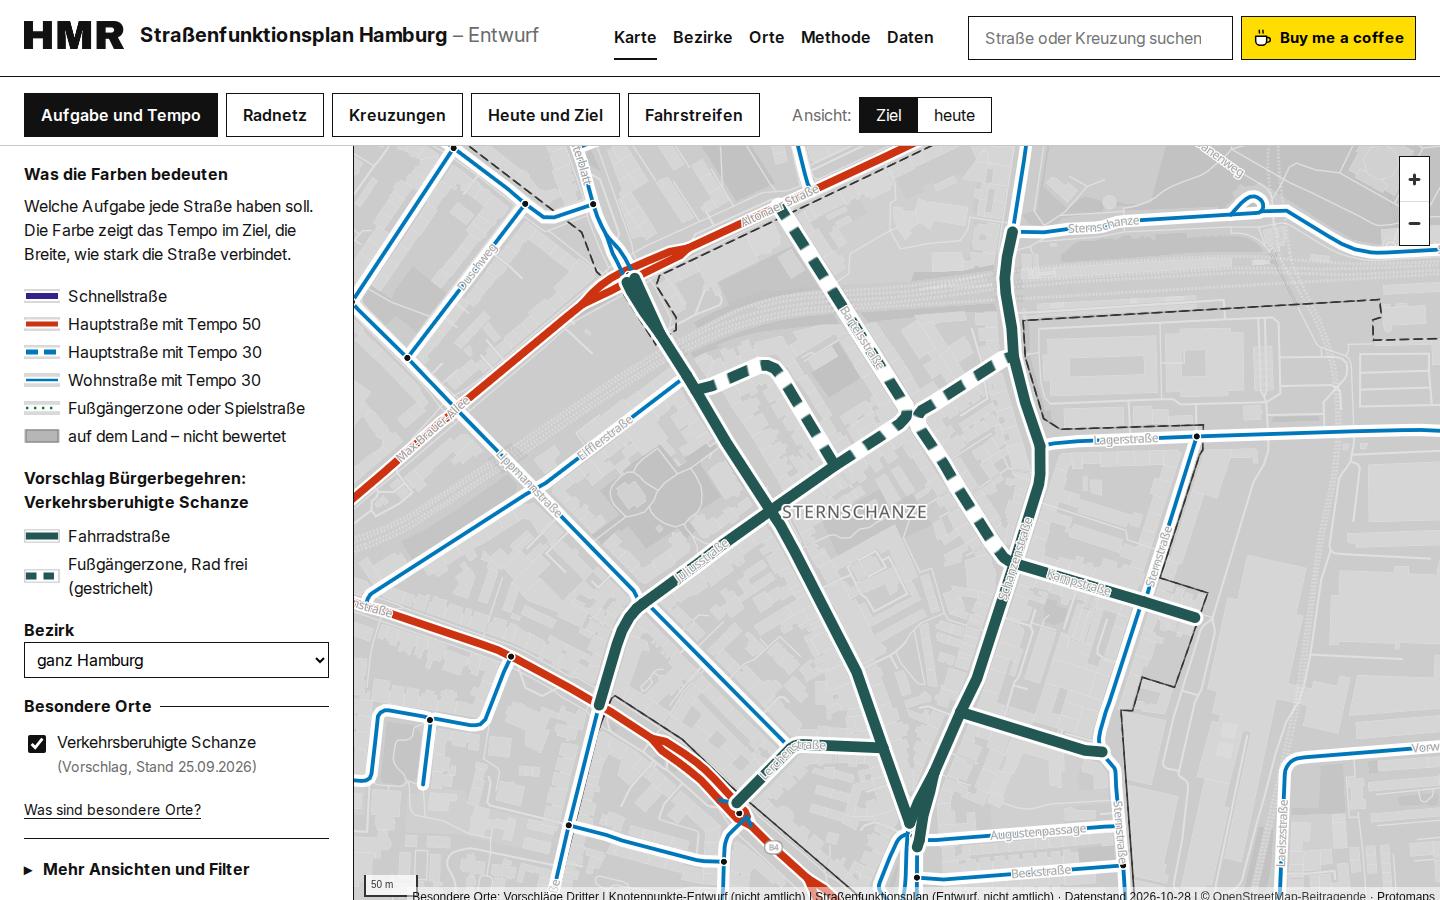 HMR Straßenfunktionsplan Hamburg – Entwurf
Karte Bezirke Orte Methode Daten
Straße oder Kreuzung suchen
Buy me a coffee
Aufgabe und Tempo
Radnetz
Kreuzungen
Heute und Ziel
Fahrstreifen
Ansicht: Ziel heute
Was die Farben bedeuten
Welche Aufgabe jede Straße haben soll.
Die Farbe zeigt das Tempo im Ziel, die
Breite, wie stark die Straße verbindet.
Schnellstraße
Hauptstraße mit Tempo 50
Hauptstraße mit Tempo 30
Wohnstraße mit Tempo 30
Fußgängerzone oder Spielstraße
auf dem Land – nicht bewertet
Vorschlag Bürgerbegehren:
Verkehrsberuhigte Schanze
Fahrradstraße
Fußgängerzone, Rad frei
(gestrichelt)
Bezirk
ganz Hamburg
Besondere Orte
Verkehrsberuhigte Schanze
(Vorschlag, Stand 25.09.2026)
Was sind besondere Orte?
▸ Mehr Ansichten und Filter
+
−
Altonaer Straße
Sternschanze
Duschweg
Bartelsstraße
Max-Brauer-Allee
Eifflerstraße
Lippmannstraße
Lagerstraße
STERNSCHANZE
Juliusstraße
Schanzenstraße
Kampstraße
Sternstraße
Lerchenstraße
B4
Augustenpassage
Sternstraße
Beckstraße
50 m
Besondere Orte: Vorschläge Dritter | Knotenpunkte-Entwurf (nicht amtlich) | Straßenfunktionsplan (Entwurf, nicht amtlich) · Datenstand 2026-10-28 | © OpenStreetMap-Beitragende · Protomaps